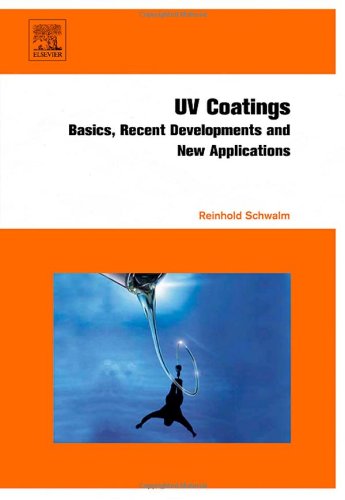 ELSEVIER
UV Coatings
Basics, Recent Developments and
New Applications
Reinhold Schwalm